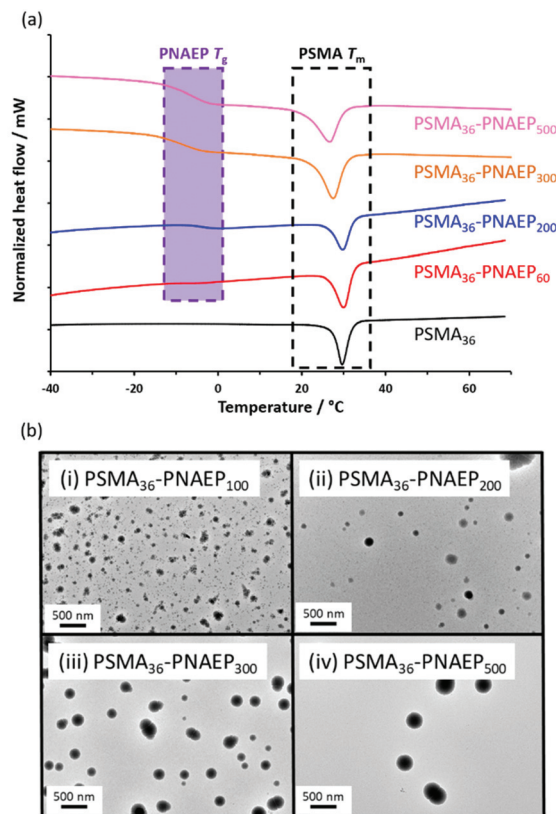 (a)
PNAEP Tg
PSMA Tm
Normalized heat flow / mW
PSMA36-PNAEP500
PSMA36-PNAEP300
PSMA36-PNAEP200
PSMA36-PNAEP60
PSMA36
-40
-20
0
20
40
60
Temperature / °C
(b)
(i) PSMA36-PNAEP100
(ii) PSMA36-PNAEP200
500 nm
500 nm
(iii) PSMA36-PNAEP300
(iv) PSMA36-PNAEP500
500 nm
500 nm